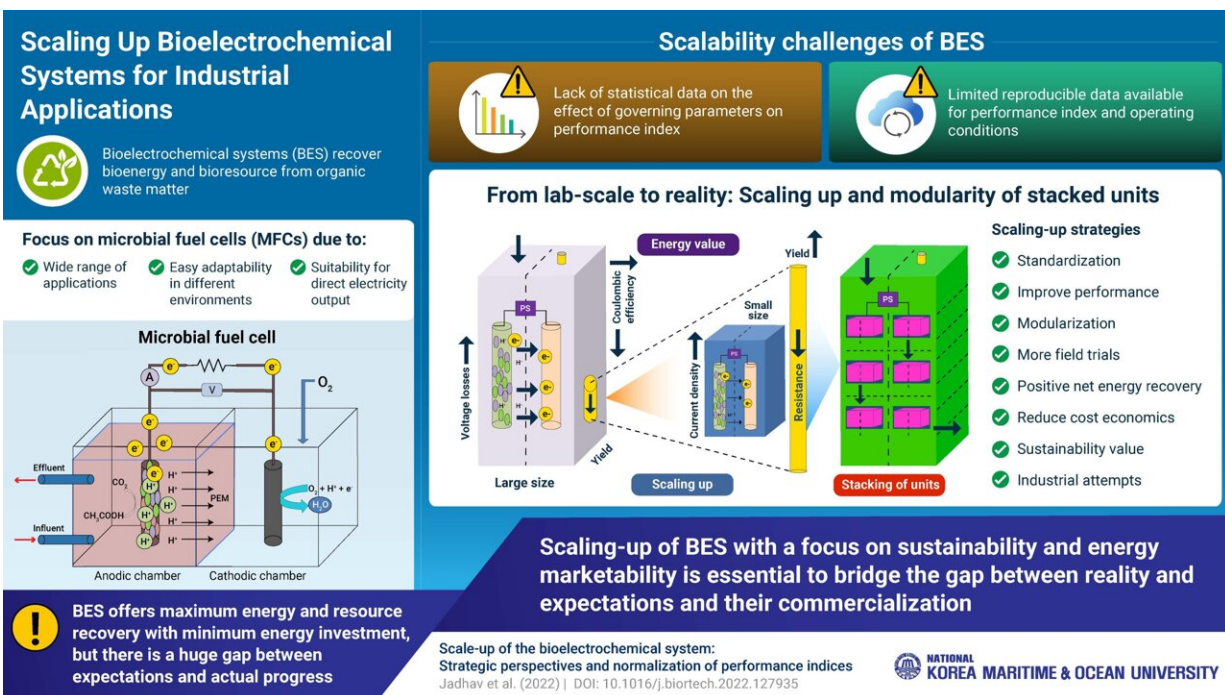 Scaling Up Bioelectrochemical
Systems for Industrial
Applications
Bioelectrochemical systems (BES) recover
bioenergy and bioresource from organic
waste matter
Focus on microbial fuel cells (MFCs) due to:
Wide range of
applications
Easy adaptability
in different
environments
Suitability for
direct electricity
output
Microbial fuel cell
e⁻
e⁻
A
V
O₂
e⁻
e⁻
e⁻
e⁻
e⁻
Effluent
CO₂
H⁺
H⁺
H⁺
PEM
O₂ + H⁺ + e⁻
H₂O
CH₃COOH
H⁺
H⁺
H⁺
Influent
H⁺
H⁺
Anodic chamber
Cathodic chamber
BES offers maximum energy and resource
recovery with minimum energy investment,
but there is a huge gap between
expectations and actual progress
Scalability challenges of BES
Lack of statistical data on the
effect of governing parameters on
performance index
Limited reproducible data available
for performance index and operating
conditions
From lab-scale to reality: Scaling up and modularity of stacked units
Energy value
Coulombic
efficiency
PS
H⁺
e⁻
e⁻
H⁺
e⁻
H⁺
e⁻
Voltage losses
Yield
Large size
Small
size
PS
Current density
Scaling up
Yield
Resistance
PS
Stacking of units
Scaling-up strategies
Standardization
Improve performance
Modularization
More field trials
Positive net energy recovery
Reduce cost economics
Sustainability value
Industrial attempts
Scaling-up of BES with a focus on sustainability and energy
marketability is essential to bridge the gap between reality and
expectations and their commercialization
Scale-up of the bioelectrochemical system:
Strategic perspectives and normalization of performance indices
Jadhav et al. (2022) | DOI: 10.1016/j.biortech.2022.127935
NATIONAL
KOREA MARITIME & OCEAN UNIVERSITY